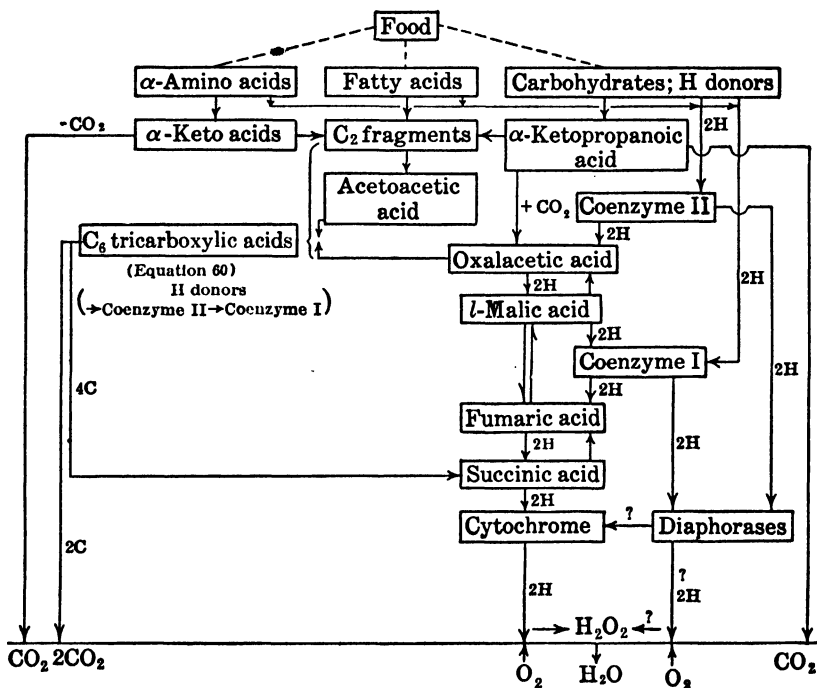 Food
α-Amino acids
Fatty acids
Carbohydrates; H donors
-CO₂
α-Keto acids
C₂ fragments
α-Ketopropanoic
acid
2H
Acetoacetic
acid
+ CO₂
Coenzyme II
C₆ tricarboxylic acids
2H
Oxalacetic acid
(Equation 60)
H donors
(→Coenzyme II→Coenzyme I)
2H
l-Malic acid
2H
Coenzyme I
4C
2H
2H
Fumaric acid
2H
2H
Succinic acid
2H
Cytochrome
?
Diaphorases
2C
2H
?
2H
H₂O₂
?
CO₂
2CO₂
O₂
H₂O
O₂
CO₂